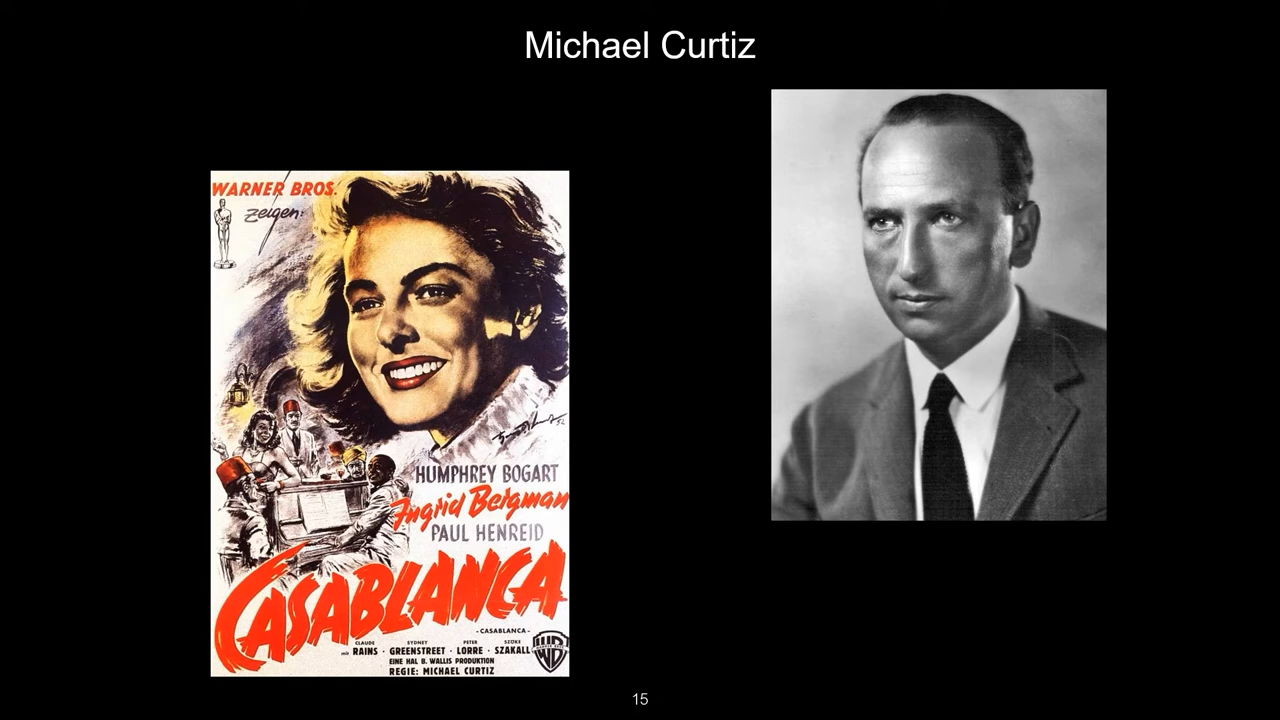 Michael Curtiz
WARNER BROS.
zeigen:
HUMPHREY BOGART
Ingrid Bergman
PAUL HENREID
CASABLANCA
- CASABLANCA -
CLAUDE SYDNEY PETER SZÖKE
mit RAINS · GREENSTREET · LORRE · SZAKALL
EINE HAL B. WALLIS PRODUKTION
REGIE: MICHAEL CURTIZ
15